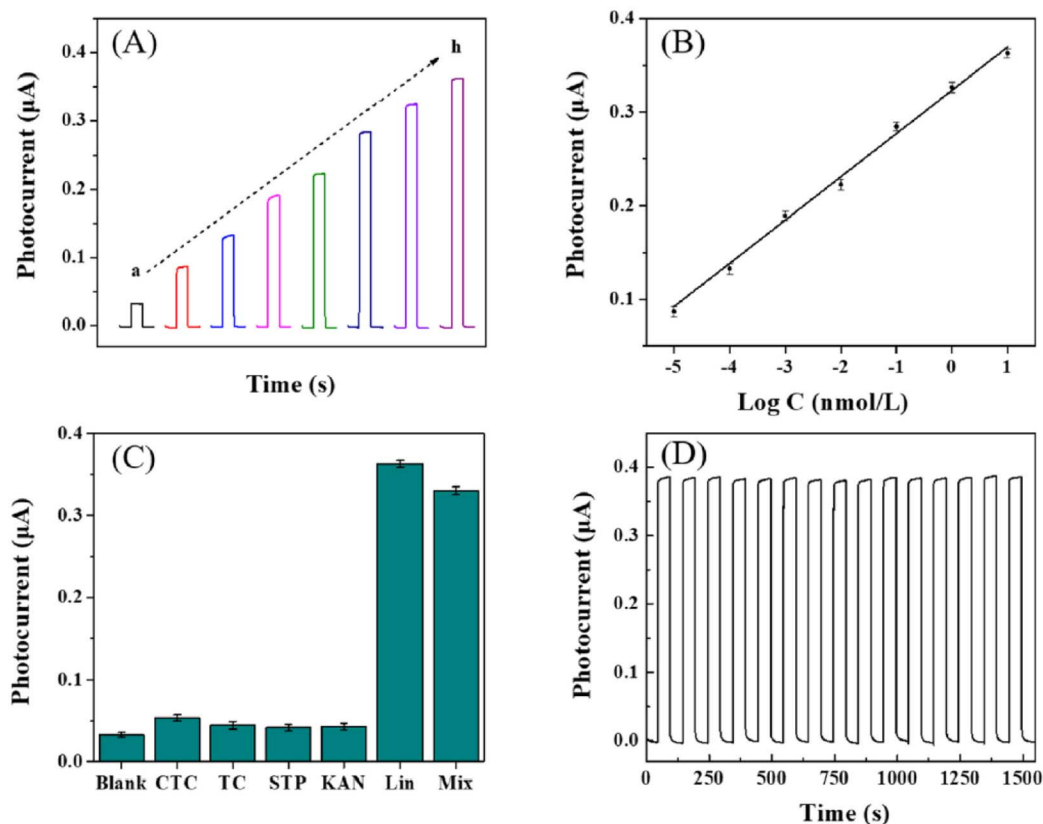 (A)
a
h
0.4
0.3
0.2
0.1
0.0
Photocurrent (μA)
Time (s)
(B)
0.4
0.3
0.2
0.1
Photocurrent (μA)
-5 -4 -3 -2 -1 0 1
Log C (nmol/L)
(C)
0.4
0.3
0.2
0.1
0.0
Photocurrent (μA)
Blank CTC TC STP KAN Lin Mix
(D)
0.4
0.3
0.2
0.1
0.0
Photocurrent (μA)
0 250 500 750 1000 1250 1500
Time (s)